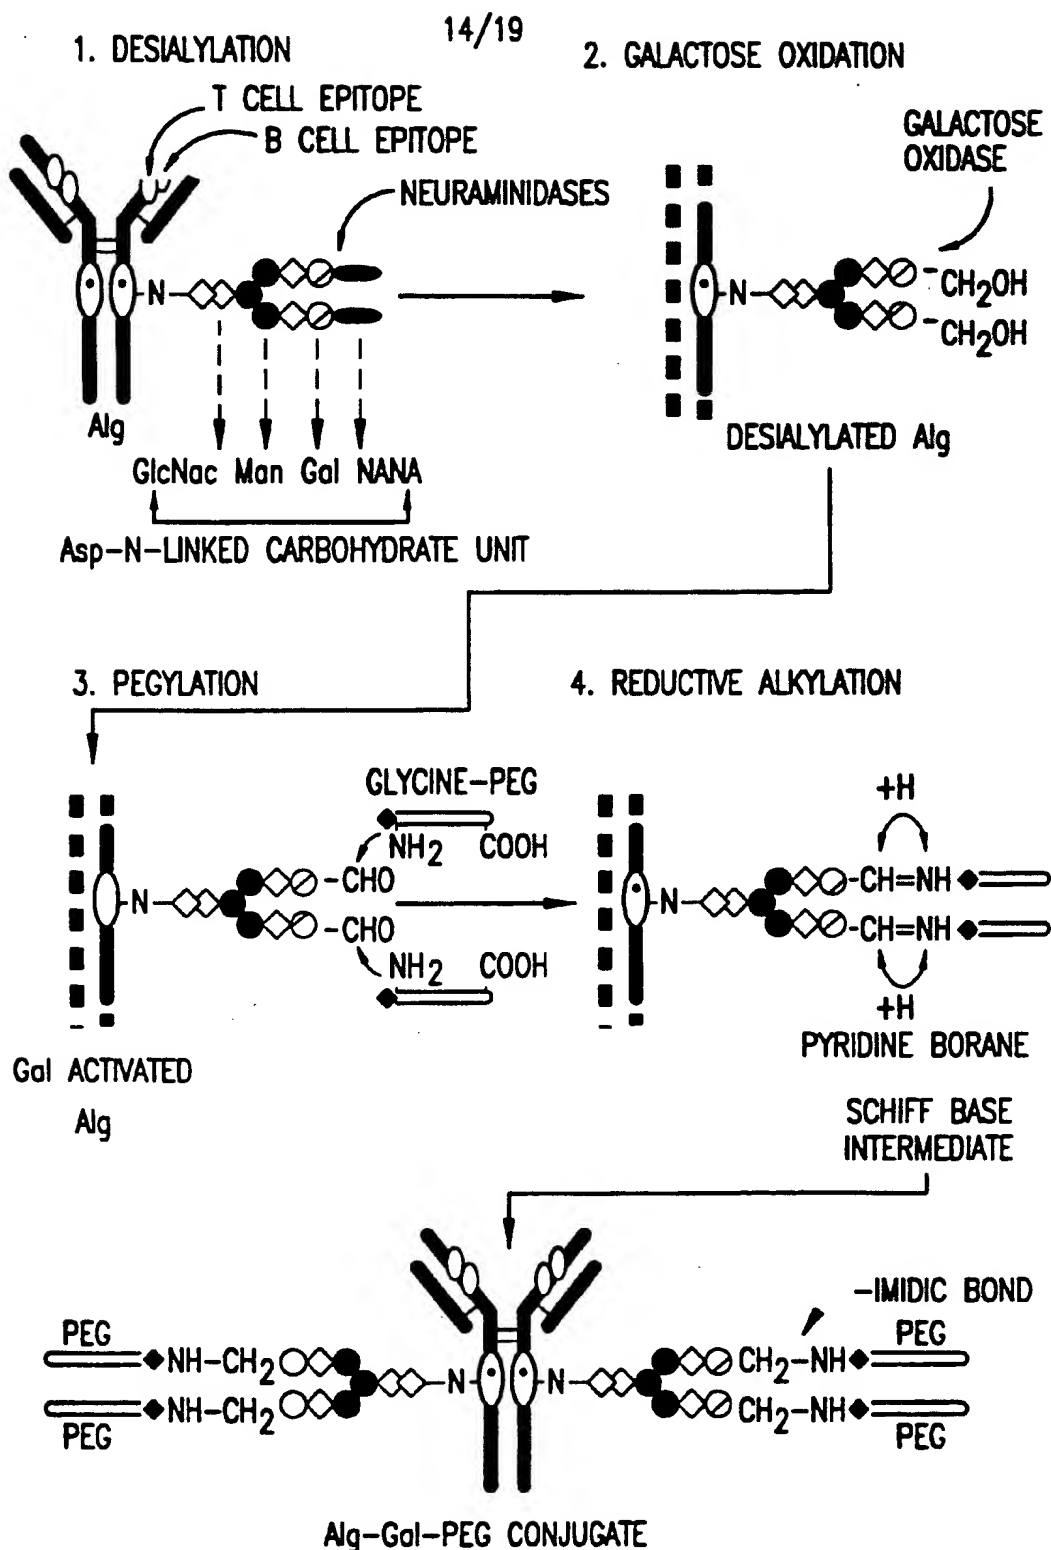 14/19
1. DESIALYLATION
T CELL EPITOPE
B CELL EPITOPE
NEURAMINIDASES
N
AIg
GlcNac Man Gal NANA
Asp-N-LINKED CARBOHYDRATE UNIT
2. GALACTOSE OXIDATION
GALACTOSE
OXIDASE
N
-CH2OH
-CH2OH
DESIALYLATED AIg
3. PEGYLATION
GLYCINE-PEG
NH2 COOH
N
-CHO
-CHO
NH2 COOH
Gal ACTIVATED
AIg
4. REDUCTIVE ALKYLATION
+H
N
-CH=NH
-CH=NH
+H
PYRIDINE BORANE
SCHIFF BASE
INTERMEDIATE
-IMIDIC BOND
PEG
NH-CH2
NH-CH2
PEG
N
N
PEG
CH2-NH
CH2-NH
PEG
AIg-Gal-PEG CONJUGATE